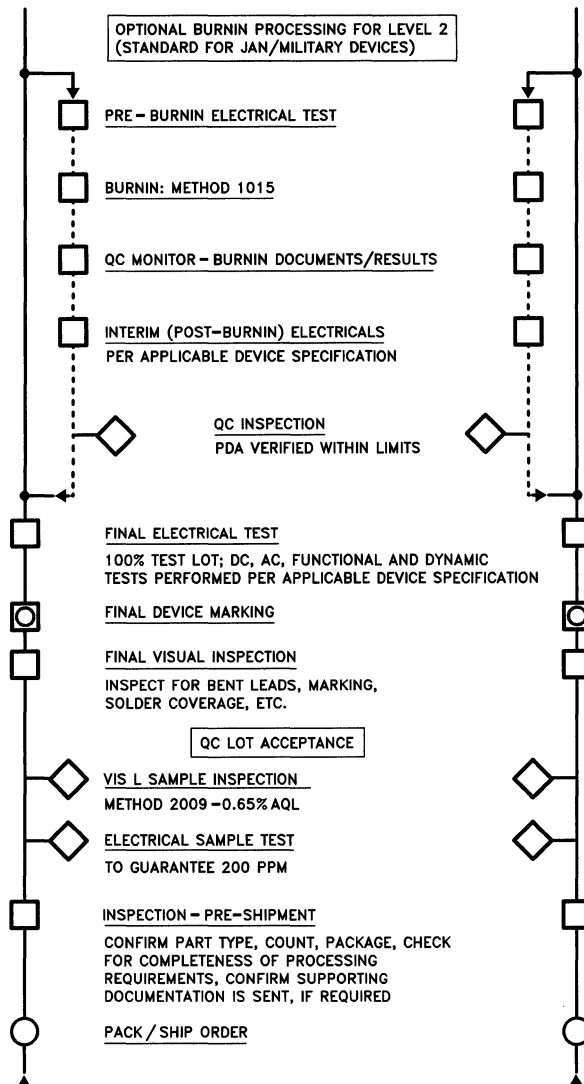 OPTIONAL BURNIN PROCESSING FOR LEVEL 2
(STANDARD FOR JAN/MILITARY DEVICES)
PRE-BURNIN ELECTRICAL TEST
BURNIN: METHOD 1015
QC MONITOR-BURNIN DOCUMENTS/RESULTS
INTERIM (POST-BURNIN) ELECTRICALS
PER APPLICABLE DEVICE SPECIFICATION
QC INSPECTION
PDA VERIFIED WITHIN LIMITS
FINAL ELECTRICAL TEST
100% TEST LOT; DC, AC, FUNCTIONAL AND DYNAMIC
TESTS PERFORMED PER APPLICABLE DEVICE SPECIFICATION
FINAL DEVICE MARKING
FINAL VISUAL INSPECTION
INSPECT FOR BENT LEADS, MARKING,
SOLDER COVERAGE, ETC.
QC LOT ACCEPTANCE
VIS L SAMPLE INSPECTION
METHOD 2009-0.65% AQL
ELECTRICAL SAMPLE TEST
TO GUARANTEE 200 PPM
INSPECTION-PRE-SHIPMENT
CONFIRM PART TYPE, COUNT, PACKAGE, CHECK
FOR COMPLETENESS OF PROCESSING
REQUIREMENTS, CONFIRM SUPPORTING
DOCUMENTATION IS SENT, IF REQUIRED
PACK/SHIP ORDER